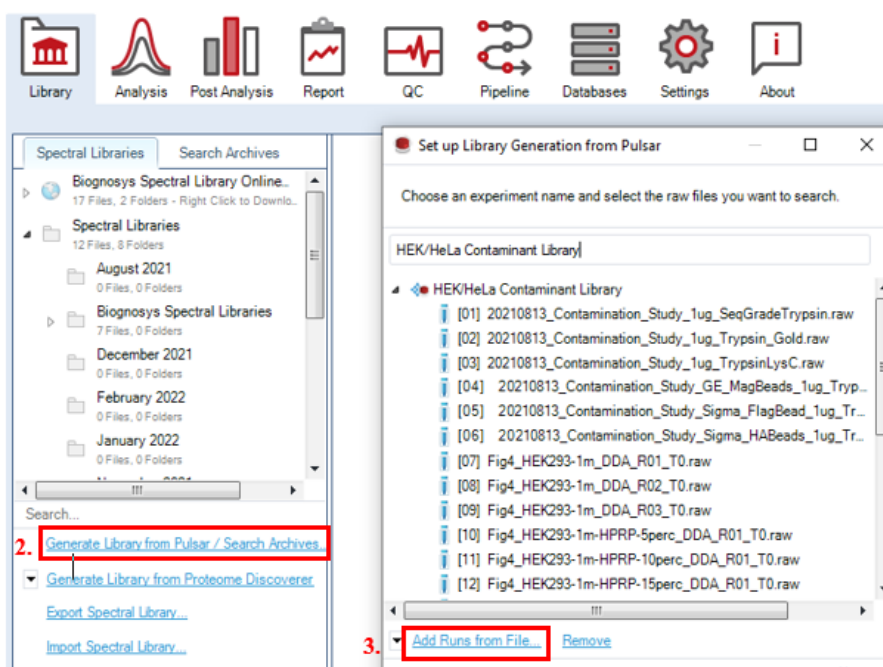 Library Analysis Post Analysis Report QC Pipeline Databases Settings About
Spectral Libraries Search Archives
Biognosys Spectral Library Online...
17 Files, 2 Folders - Right Click to Downlo...
Spectral Libraries
12 Files, 8 Folders
August 2021
0 Files, 0 Folders
Biognosys Spectral Libraries
7 Files, 0 Folders
December 2021
0 Files, 0 Folders
February 2022
0 Files, 0 Folders
January 2022
0 Files, 0 Folders
Search...
2. Generate Library from Pulsar / Search Archives...
Generate Library from Proteome Discoverer
Export Spectral Library...
Import Spectral Library...
Set up Library Generation from Pulsar
Choose an experiment name and select the raw files you want to search.
HEK/HeLa Contaminant Library
HEK/HeLa Contaminant Library
[01] 20210813_Contamination_Study_1ug_SeqGradeTrypsin.raw
[02] 20210813_Contamination_Study_1ug_Trypsin_Gold.raw
[03] 20210813_Contamination_Study_1ug_TrypsinLysC.raw
[04] 20210813_Contamination_Study_GE_MagBeads_1ug_Tryp...
[05] 20210813_Contamination_Study_Sigma_FlagBead_1ug_Tr...
[06] 20210813_Contamination_Study_Sigma_HABeads_1ug_Tr...
[07] Fig4_HEK293-1m_DDA_R01_T0.raw
[08] Fig4_HEK293-1m_DDA_R02_T0.raw
[09] Fig4_HEK293-1m_DDA_R03_T0.raw
[10] Fig4_HEK293-1m-HPRP-5perc_DDA_R01_T0.raw
[11] Fig4_HEK293-1m-HPRP-10perc_DDA_R01_T0.raw
[12] Fig4_HEK293-1m-HPRP-15perc_DDA_R01_T0.raw
3. Add Runs from File... Remove